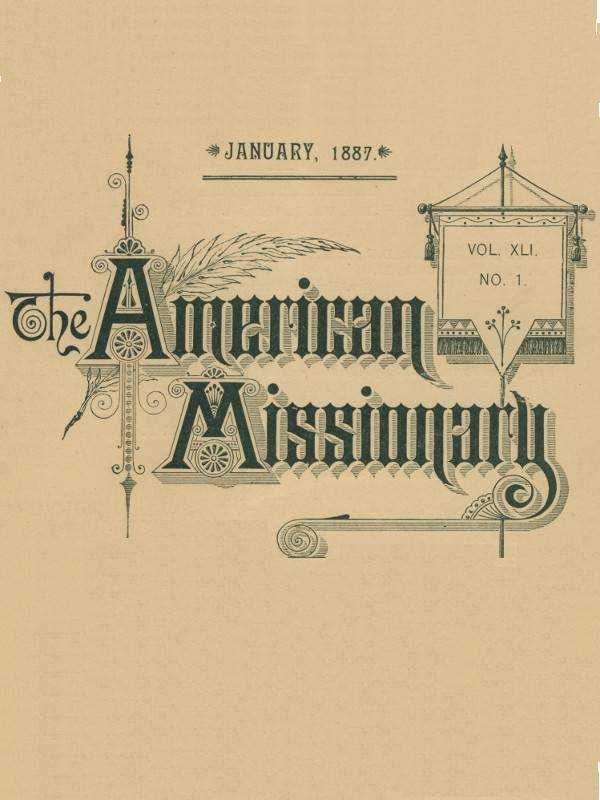 JANUARY, 1887.
VOL. XLI.
NO. 1.
The American
Missionary